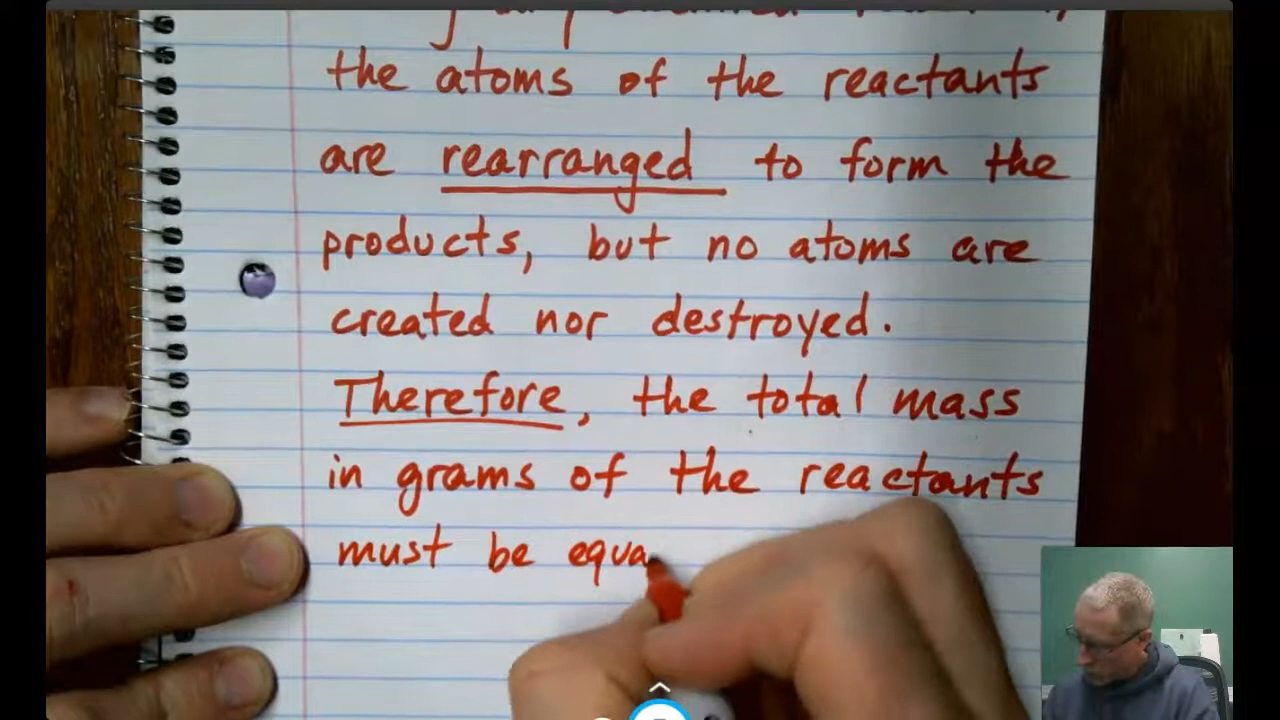 the atoms of the reactants
are rearranged to form the
products, but no atoms are
created nor destroyed.
Therefore, the total mass
in grams of the reactants
must be equa